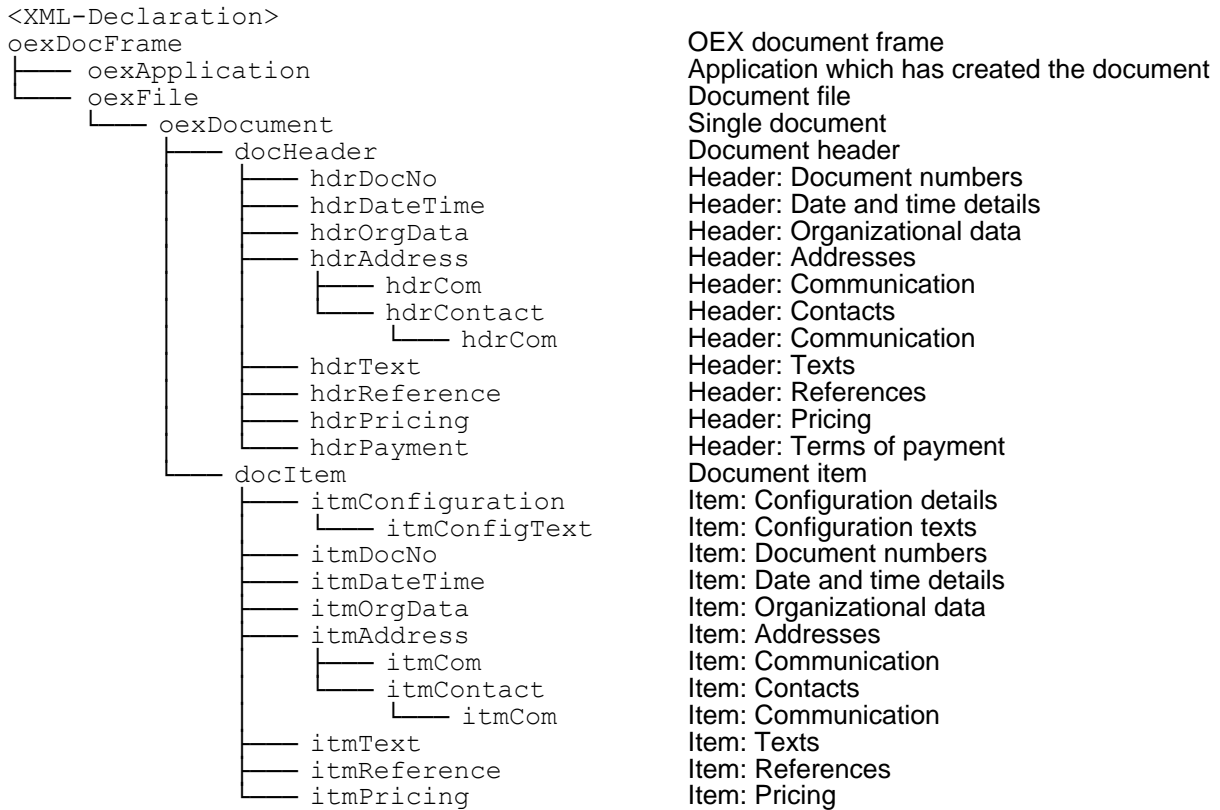 <XML-Declaration>
oexDocFrame OEX document frame
oexApplication Application which has created the document
oexFile Document file
oexDocument Single document
docHeader Document header
hdrDocNo Header: Document numbers
hdrDateTime Header: Date and time details
hdrOrgData Header: Organizational data
hdrAddress Header: Addresses
hdrCom Header: Communication
hdrContact Header: Contacts
hdrCom Header: Communication
hdrText Header: Texts
hdrReference Header: References
hdrPricing Header: Pricing
hdrPayment Header: Terms of payment
docItem Document item
itmConfiguration Item: Configuration details
itmConfigText Item: Configuration texts
itmDocNo Item: Document numbers
itmDateTime Item: Date and time details
itmOrgData Item: Organizational data
itmAddress Item: Addresses
itmCom Item: Communication
itmContact Item: Contacts
itmCom Item: Communication
itmText Item: Texts
itmReference Item: References
itmPricing Item: Pricing